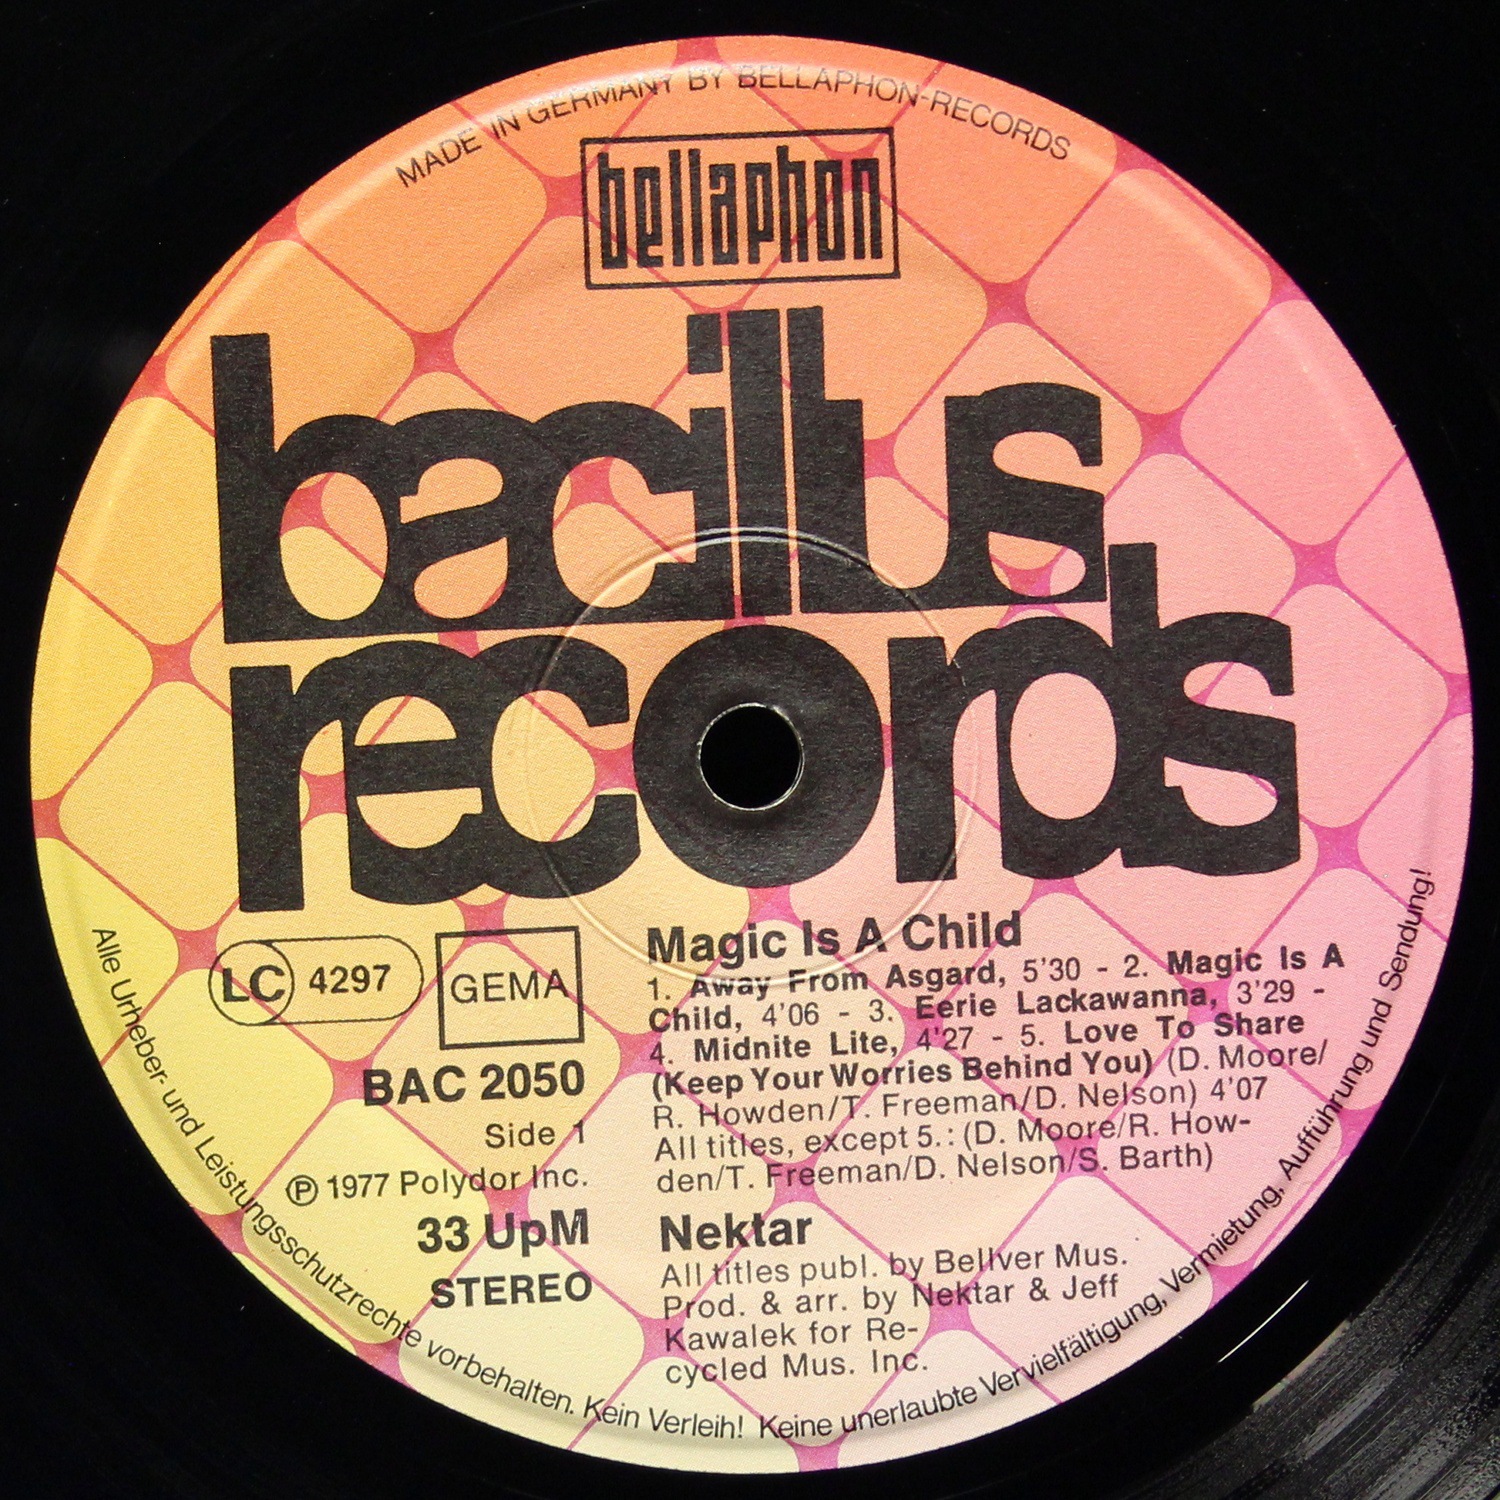 MADE IN GERMANY BY BELLAPHON-RECORDS
bellaphon
bacillus
records
LC 4297
GEMA
BAC 2050
Side 1
Ⓟ 1977 Polydor Inc.
33 UpM
STEREO
Magic Is A Child
1. Away From Asgard, 5'30 - 2. Magic Is A
Child, 4'06 - 3. Eerie Lackawanna, 3'29 -
4. Midnite Lite, 4'27 - 5. Love To Share
(Keep Your Worries Behind You) (D. Moore/
R. Howden/T. Freeman/D. Nelson) 4'07
All titles, except 5.: (D. Moore/R. How-
den/T. Freeman/D. Nelson/S. Barth)
Nektar
All titles publ. by Bellver Mus.
Prod. & arr. by Nektar & Jeff
Kawalek for Re-
cycled Mus. Inc.
Alle Urheber- und Leistungsschutzrechte vorbehalten. Kein Verleih! Keine unerlaubte Vervielfältigung, Vermietung, Aufführung und Sendung!